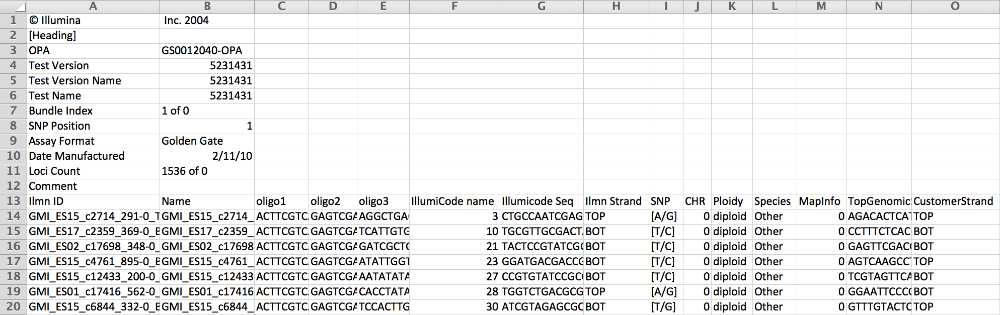 A B C D E F G H I J K L M N O
1 © Illumina Inc. 2004
2 [Heading]
3 OPA GS0012040-OPA
4 Test Version 5231431
5 Test Version Name 5231431
6 Test Name 5231431
7 Bundle Index 1 of 0
8 SNP Position 1
9 Assay Format Golden Gate
10 Date Manufactured 2/11/10
11 Loci Count 1536 of 0
12 Comment
13 Ilmn ID Name oligo1 oligo2 oligo3 IllumiCode name Illumicode Seq Ilmn Strand SNP CHR Ploidy Species MapInfo TopGenomic CustomerStrand
14 GMI_ES15_c2714_291-0_T GMI_ES15_c2714_ ACTTCGTC GAGTCGA AGGCTGA 3 CTGCCAATCGAG TOP [A/G] 0 diploid Other 0 AGACACTCAT TOP
15 GMI_ES17_c2359_369-0_B GMI_ES17_c2359_ ACTTCGTC GAGTCGA TCATTGTG 10 TGCGTTGCGACT BOT [T/C] 0 diploid Other 0 CCTTTCTCAC BOT
16 GMI_ES02_c17698_348-0_ GMI_ES02_c17698 ACTTCGTC GAGTCGA GATCGCTC 21 TACTCCGTATCGC BOT [T/C] 0 diploid Other 0 GAGTTCGAC BOT
17 GMI_ES15_c4761_895-0_B GMI_ES15_c4761_ ACTTCGTC GAGTCGA ATATTGGT 23 GGATGACGACCG BOT [T/C] 0 diploid Other 0 AGTCAAGCCT TOP
18 GMI_ES15_c12433_200-0_ GMI_ES15_c12433 ACTTCGTC GAGTCGA AATATATA 27 CCGTGTATCCGC BOT [T/C] 0 diploid Other 0 TCGTAGTTCA BOT
19 GMI_ES01_c17416_562-0_ GMI_ES01_c17416 ACTTCGTC GAGTCGA CACCTATA 28 TGGTCTGACGCG TOP [A/G] 0 diploid Other 0 GGAATTCCCC BOT
20 GMI_ES15_c6844_332-0_B GMI_ES15_c6844_ ACTTCGTC GAGTCGA TCCACTTG 30 ATCGTAGAGCGC BOT [T/G] 0 diploid Other 0 GTTTGTACTC TOP